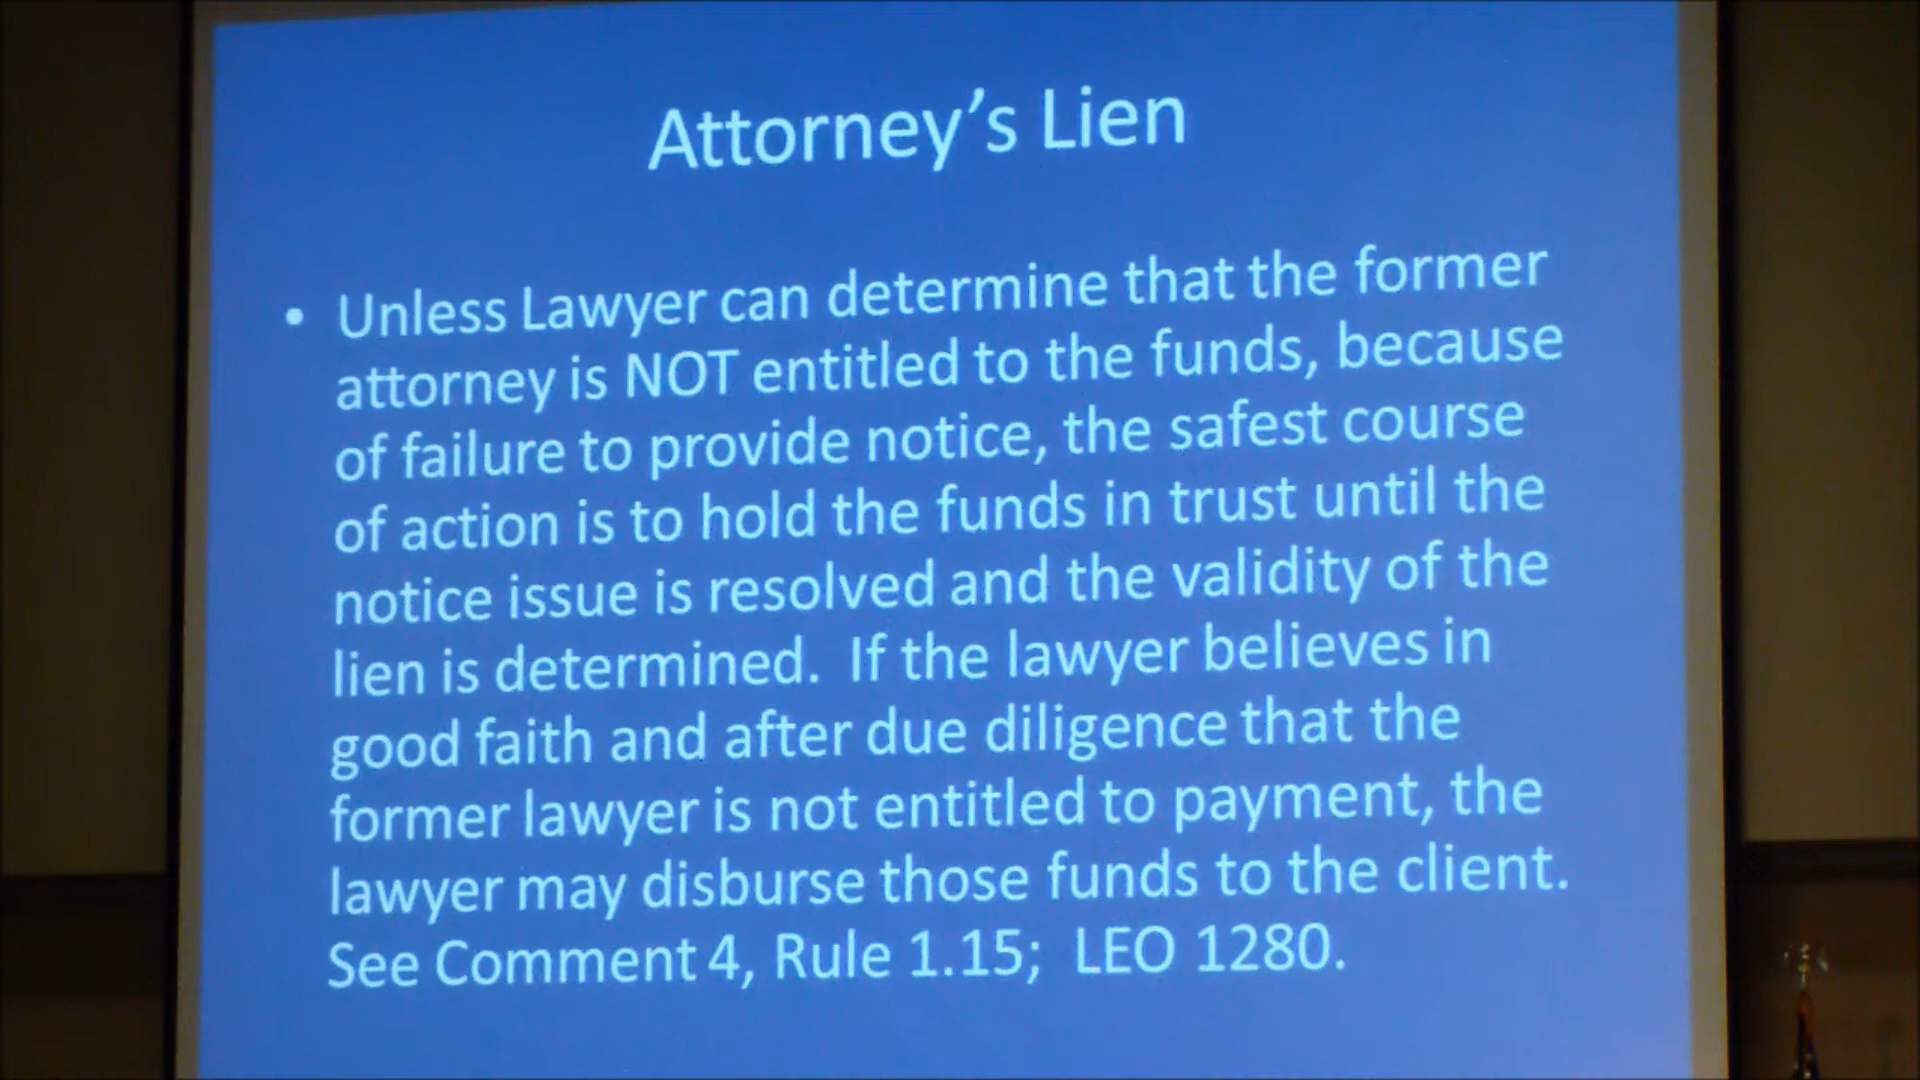 Attorney's Lien
• Unless Lawyer can determine that the former
attorney is NOT entitled to the funds, because
of failure to provide notice, the safest course
of action is to hold the funds in trust until the
notice issue is resolved and the validity of the
lien is determined.  If the lawyer believes in
good faith and after due diligence that the
former lawyer is not entitled to payment, the
lawyer may disburse those funds to the client.
See Comment 4, Rule 1.15;  LEO 1280.